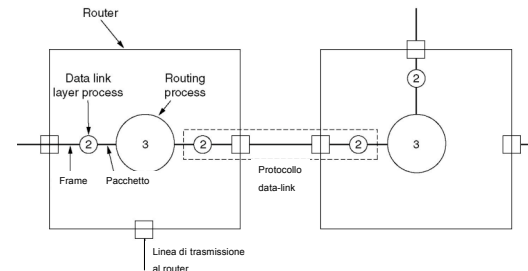 Router
Data link
layer process
Routing
process
2
2
3
2
2
3
Frame
Pacchetto
Protocollo
data-link
Linea di trasmissione
al router